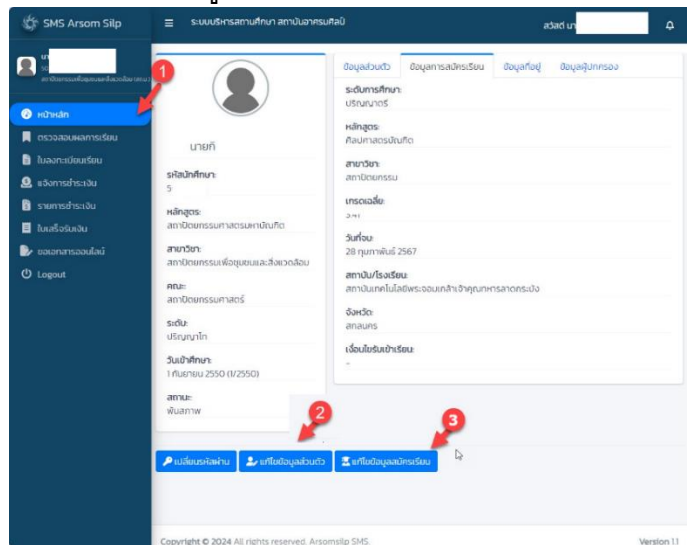 SMS Arsom Silp
ระบบบริหารสถานศึกษา สถาบันอาศรมศิลป์
สวัสดี นา
1
หน้าหลัก
ตรวจสอบผลการเรียน
ใบลงทะเบียนเรียน
แจ้งการชำระเงิน
รายการชำระเงิน
ใบเสร็จรับเงิน
ขอเอกสารออนไลน์
Logout
นายกี
รหัสนักศึกษา:
5
หลักสูตร:
สถาปัตยกรรมศาสตรมหาบัณฑิต
สาขาวิชา:
สถาปัตยกรรมเพื่อชุมชนและสิ่งแวดล้อม
คณะ:
สถาปัตยกรรมศาสตร์
ระดับ:
ปริญญาโท
วันเข้าศึกษา:
1 กันยายน 2550 (1/2550)
สถานะ:
พ้นสภาพ
ข้อมูลส่วนตัว ข้อมูลการสมัครเรียน ข้อมูลที่อยู่ ข้อมูลผู้ปกครอง
ระดับการศึกษา:
ปริญญาตรี
หลักสูตร:
ศิลปศาสตรบัณฑิต
สาขาวิชา:
สถาปัตยกรรม
เกรดเฉลี่ย:
วันที่จบ:
28 กุมภาพันธ์ 2567
สถาบัน/โรงเรียน:
สถาบันเทคโนโลยีพระจอมเกล้าเจ้าคุณทหารลาดกระบัง
จังหวัด:
สกลนคร
เงื่อนไขรับเข้าเรียน:
-
2
3
เปลี่ยนรหัสผ่าน แก้ไขข้อมูลส่วนตัว แก้ไขข้อมูลสมัครเรียน
Copyright © 2024 All rights reserved. Arsomsilp SMS.
Version 1.1